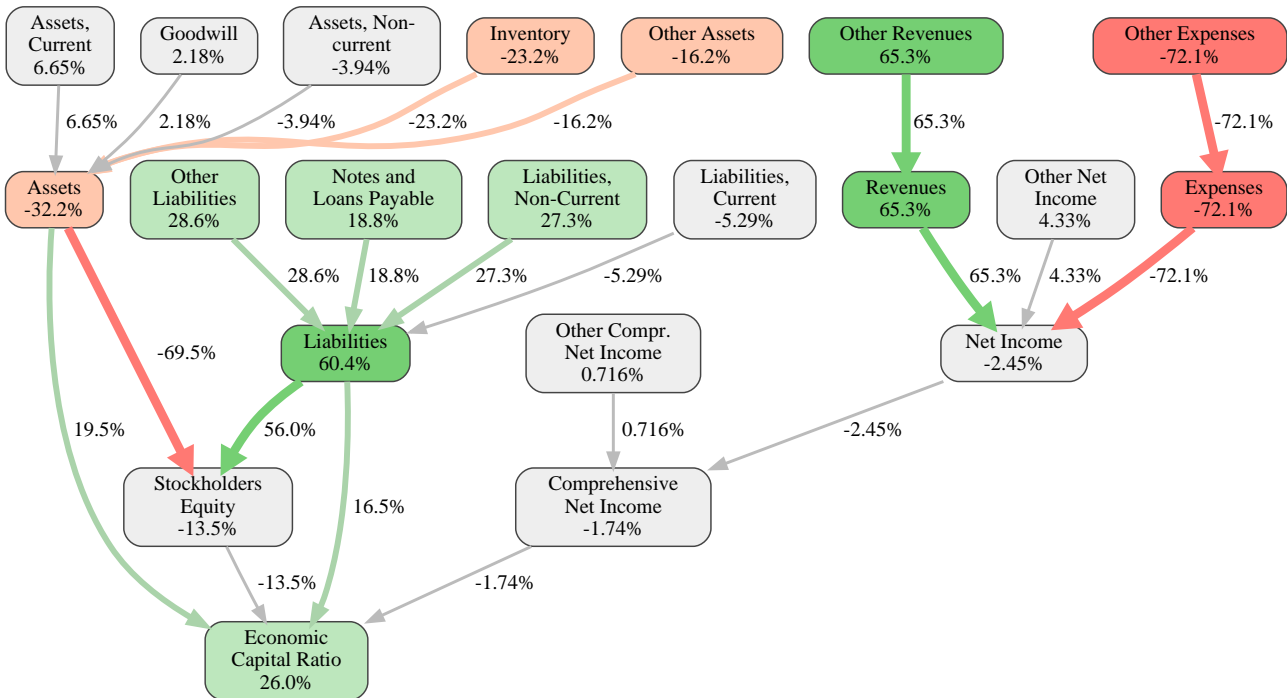 Assets,
Current
6.65%
Goodwill
2.18%
Assets, Non-
current
-3.94%
Inventory
-23.2%
Other Assets
-16.2%
Other Revenues
65.3%
Other Expenses
-72.1%
6.65%
2.18%
-3.94%
-23.2%
-16.2%
65.3%
-72.1%
Assets
-32.2%
Other
Liabilities
28.6%
Notes and
Loans Payable
18.8%
Liabilities,
Non-Current
27.3%
Liabilities,
Current
-5.29%
Revenues
65.3%
Other Net
Income
4.33%
Expenses
-72.1%
28.6%
18.8%
27.3%
-5.29%
65.3%
4.33%
-72.1%
-69.5%
Liabilities
60.4%
Other Compr.
Net Income
0.716%
Net Income
-2.45%
19.5%
56.0%
0.716%
-2.45%
Stockholders
Equity
-13.5%
16.5%
Comprehensive
Net Income
-1.74%
-13.5%
-1.74%
Economic
Capital Ratio
26.0%